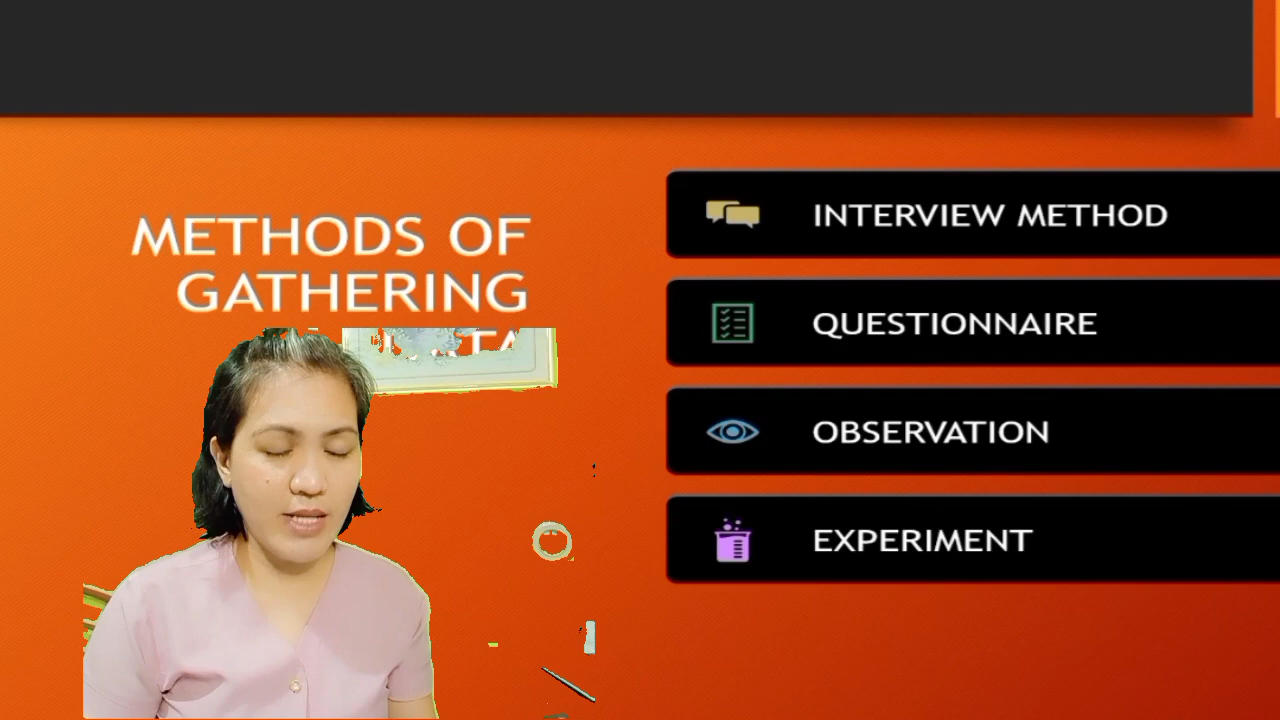 METHODS OF
GATHERING
INTERVIEW METHOD
QUESTIONNAIRE
OBSERVATION
EXPERIMENT